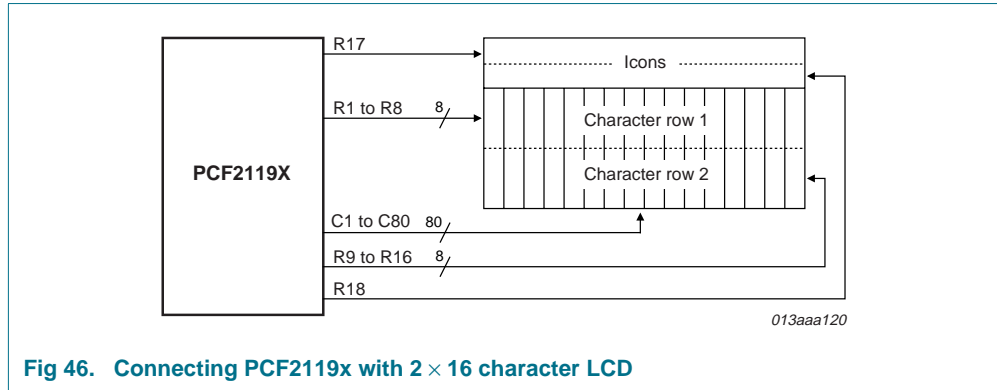 R17
Icons
R1 to R8 8
Character row 1
PCF2119X
Character row 2
C1 to C80 80
R9 to R16 8
R18
013aaa120
Fig 46. Connecting PCF2119x with 2 × 16 character LCD